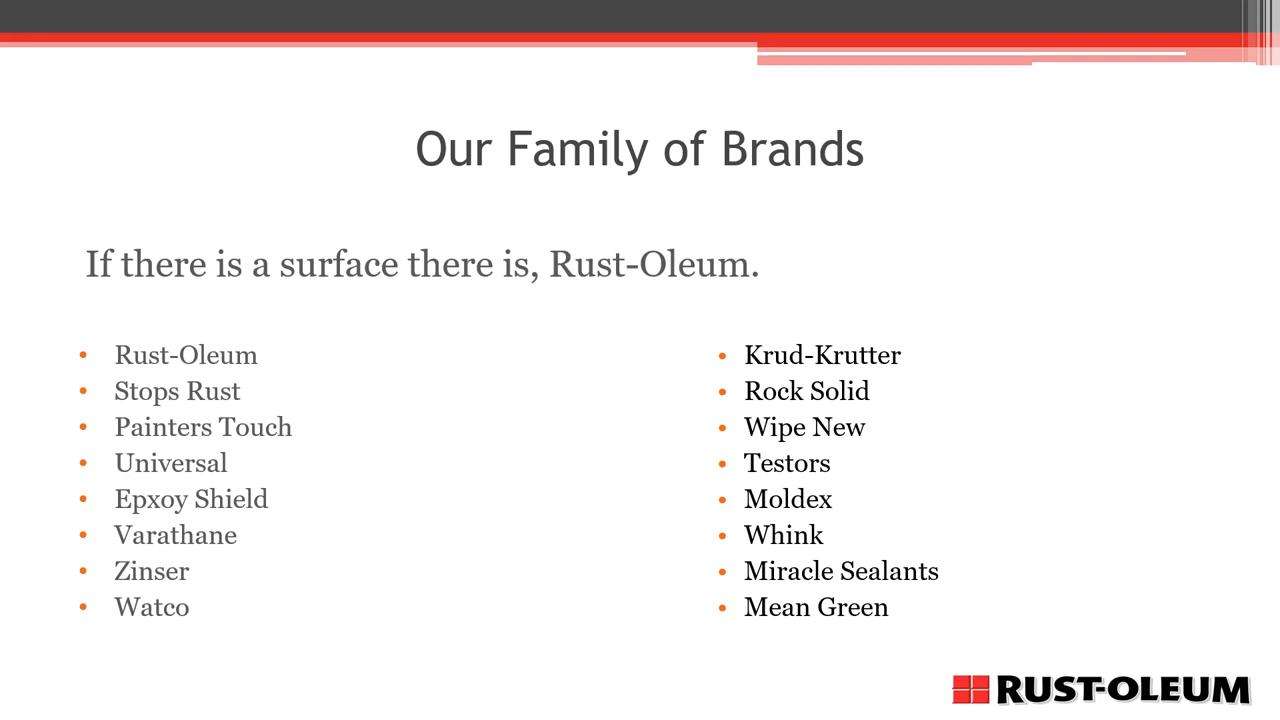 Our Family of Brands
If there is a surface there is, Rust-Oleum.
• Rust-Oleum
• Stops Rust
• Painters Touch
• Universal
• Epxoy Shield
• Varathane
• Zinser
• Watco
• Krud-Krutter
• Rock Solid
• Wipe New
• Testors
• Moldex
• Whink
• Miracle Sealants
• Mean Green
RUST-OLEUM